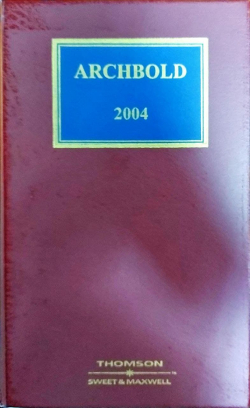 ARCHBOLD
2004
THOMSON
SWEET & MAXWELL